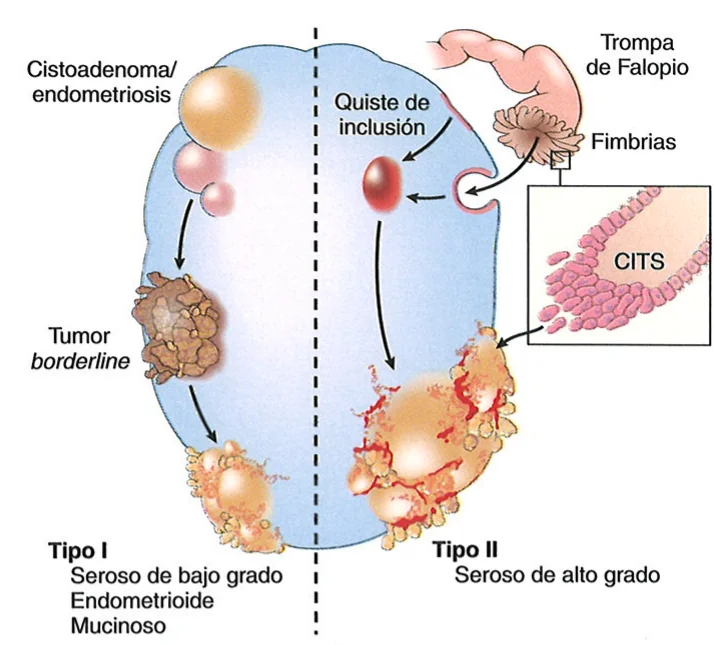 Cistoadenoma/
endometriosis
Quiste de
inclusión
Trompa
de Falopio
Fimbrias
CITS
Tumor
borderline
Tipo I
Seroso de bajo grado
Endometrioide
Mucinoso
Tipo II
Seroso de alto grado